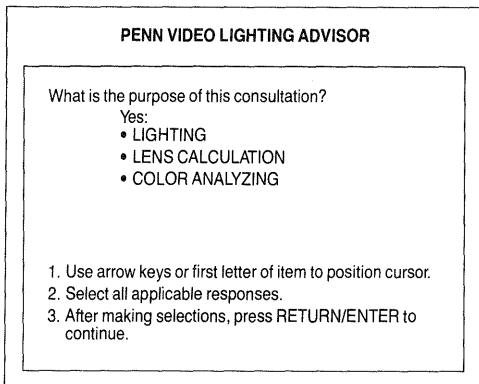 PENN VIDEO LIGHTING ADVISOR
What is the purpose of this consultation?
Yes:
• LIGHTING
• LENS CALCULATION
• COLOR ANALYZING
1. Use arrow keys or first letter of item to position cursor.
2. Select all applicable responses.
3. After making selections, press RETURN/ENTER to
continue.